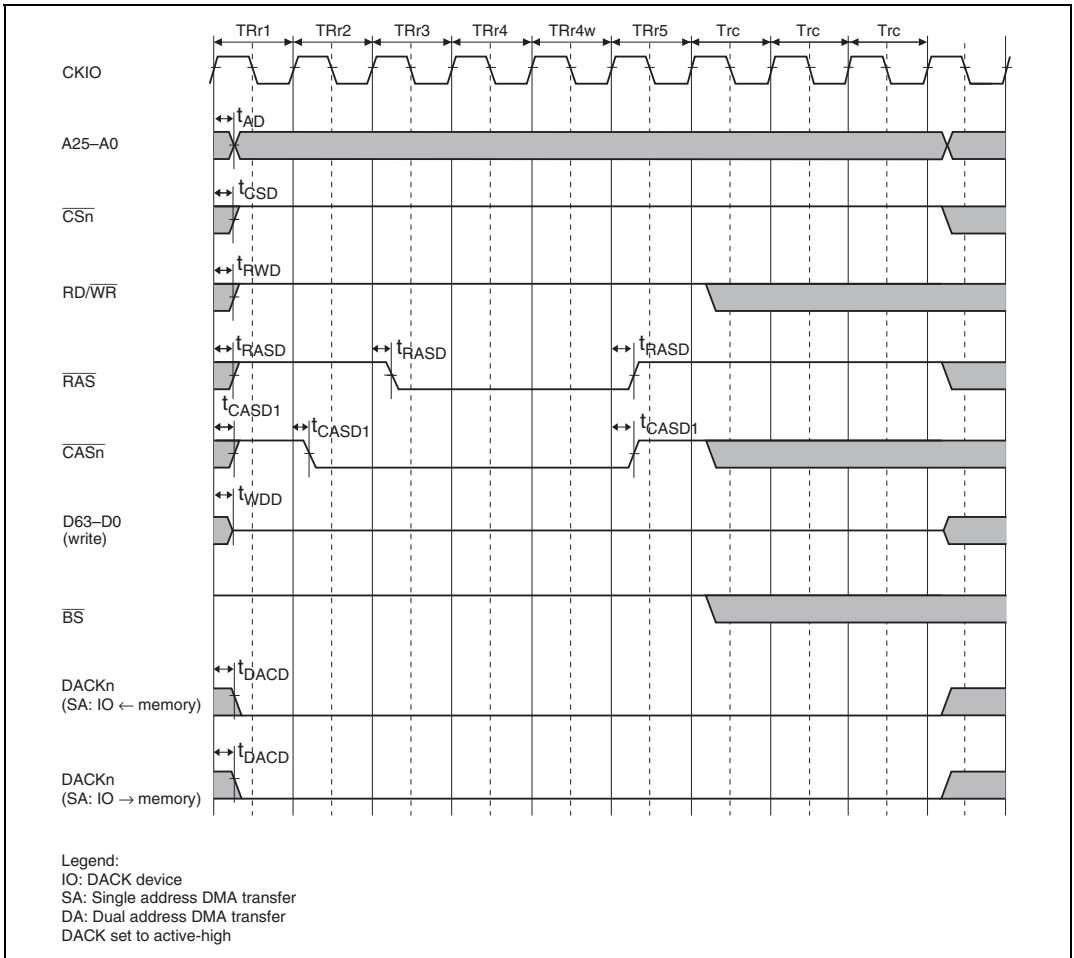 TRr1 TRr2 TRr3 TRr4 TRr4w TRr5 Trc Trc Trc
CKIO
tAD
A25–A0
tCSD
CSn
tRWD
RD/WR
tRASD tRASD tRASD
RAS
tCASD1 tCASD1 tCASD1
CASn
tWDD
D63–D0
(write)
BS
tDACD
DACKn
(SA: IO ← memory)
tDACD
DACKn
(SA: IO → memory)
Legend:
IO: DACK device
SA: Single address DMA transfer
DA: Dual address DMA transfer
DACK set to active-high